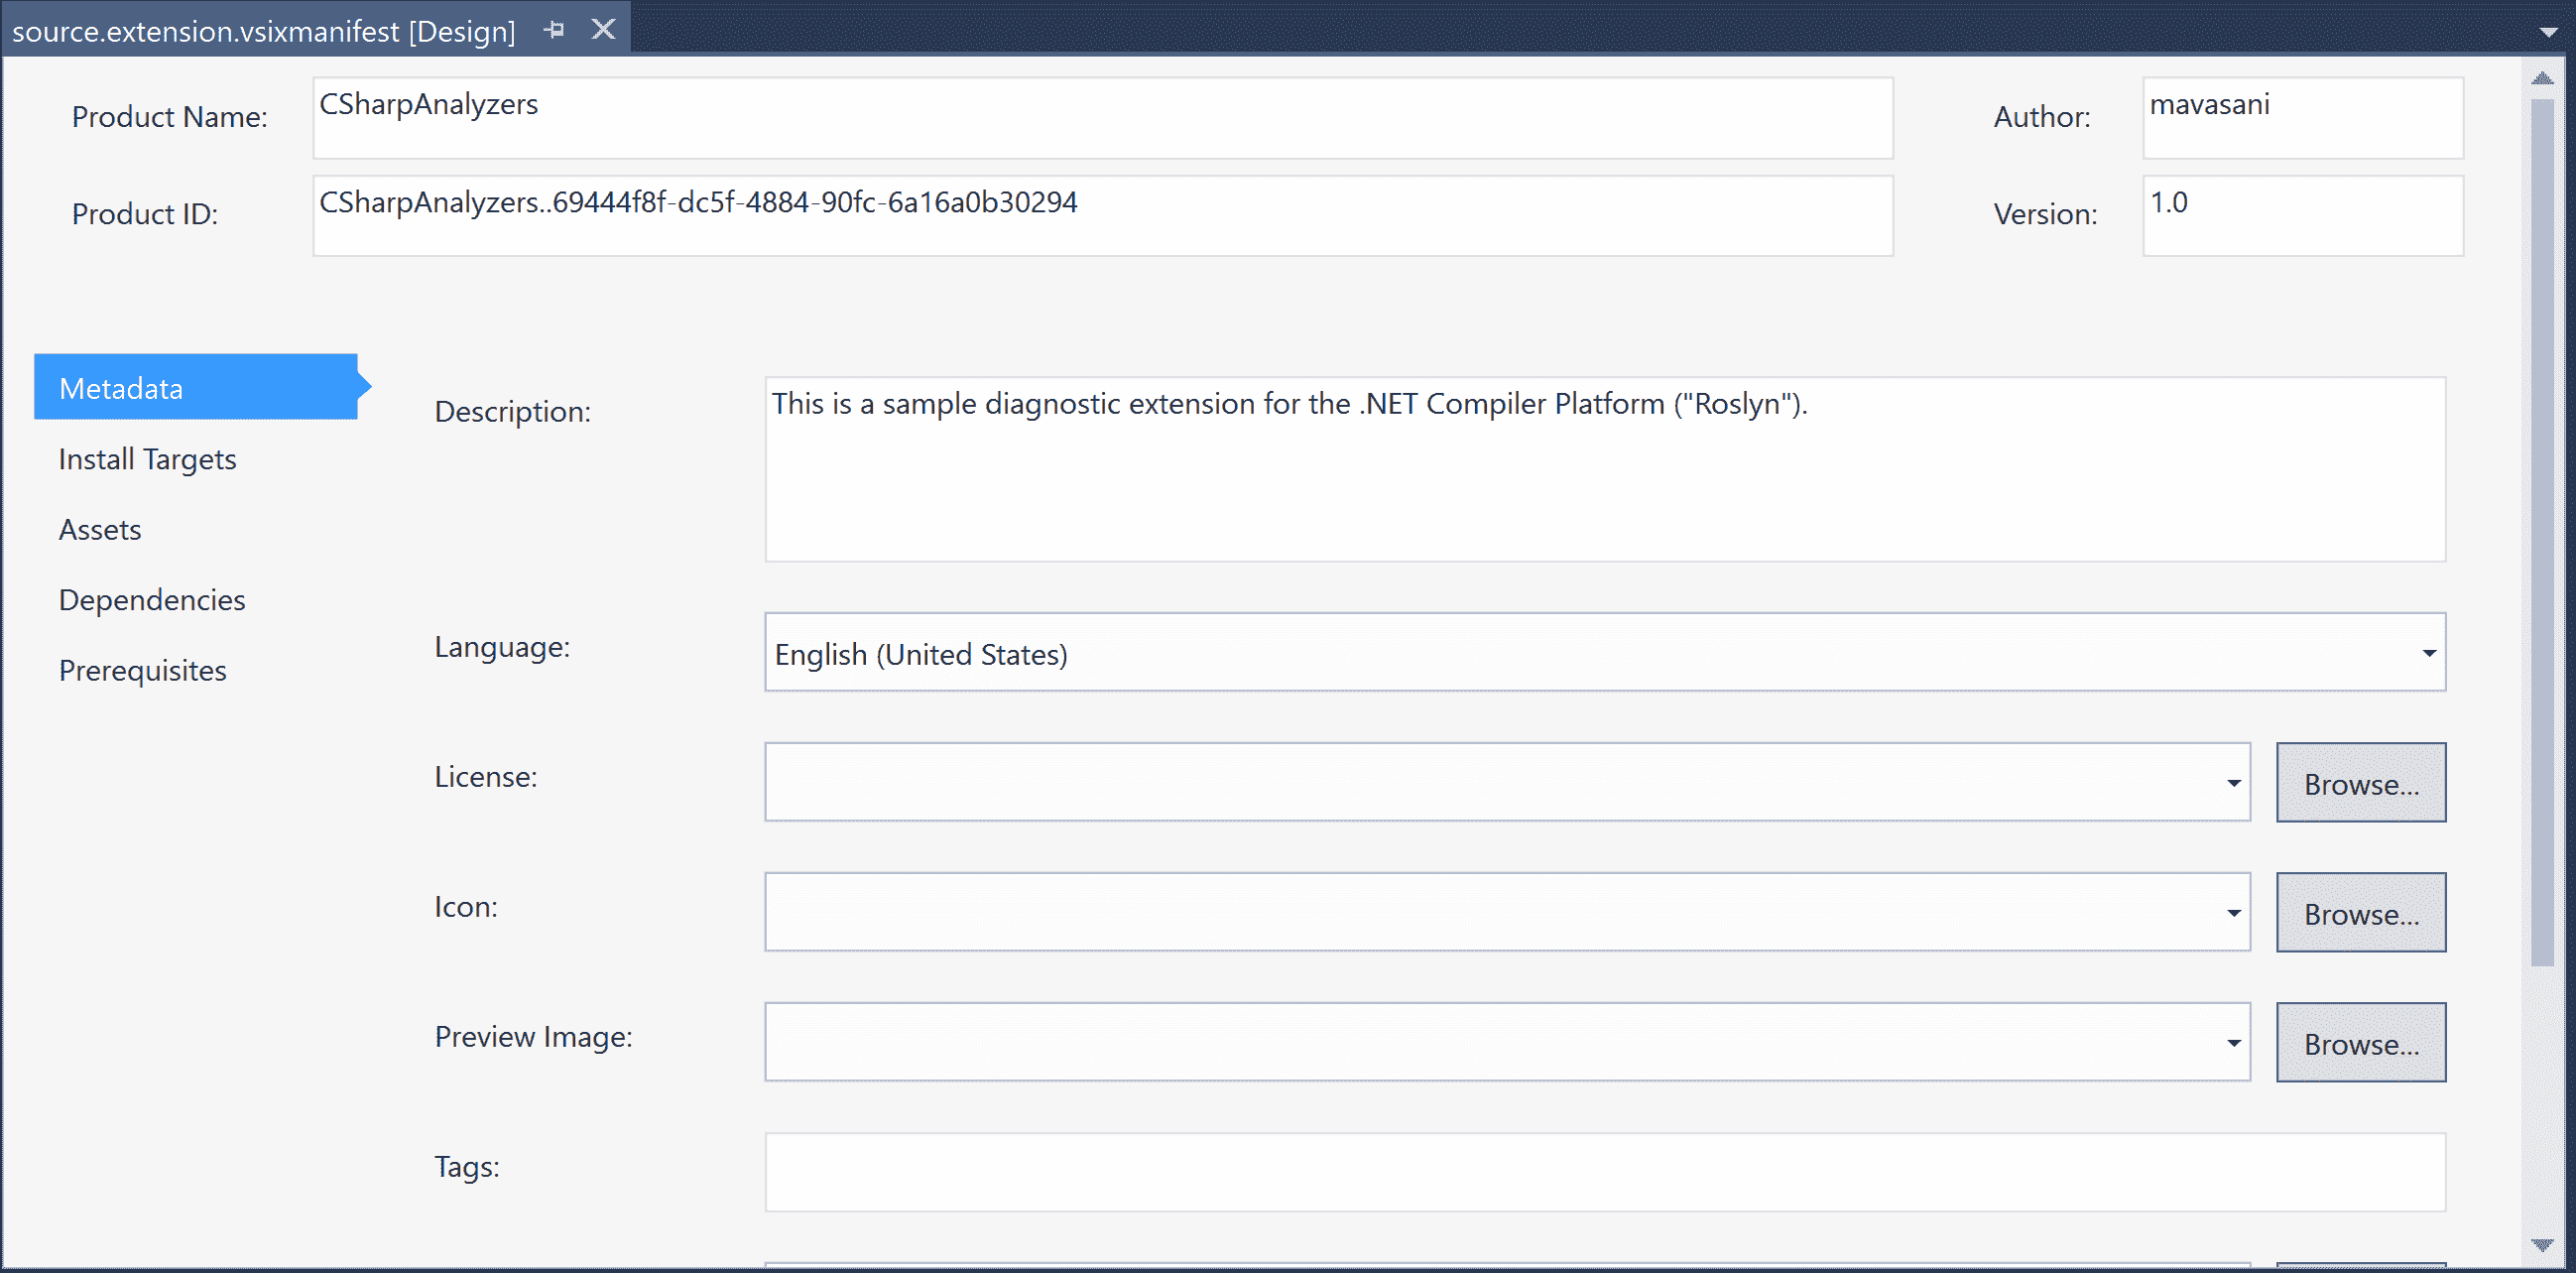 source.extension.vsixmanifest [Design]
Product Name: CSharpAnalyzers Author: mavasani
Product ID: CSharpAnalyzers..69444f8f-dc5f-4884-90fc-6a16a0b30294 Version: 1.0
Metadata
Install Targets
Assets
Dependencies
Prerequisites
Description: This is a sample diagnostic extension for the .NET Compiler Platform ("Roslyn").
Language: English (United States)
License: Browse...
Icon: Browse...
Preview Image: Browse...
Tags: